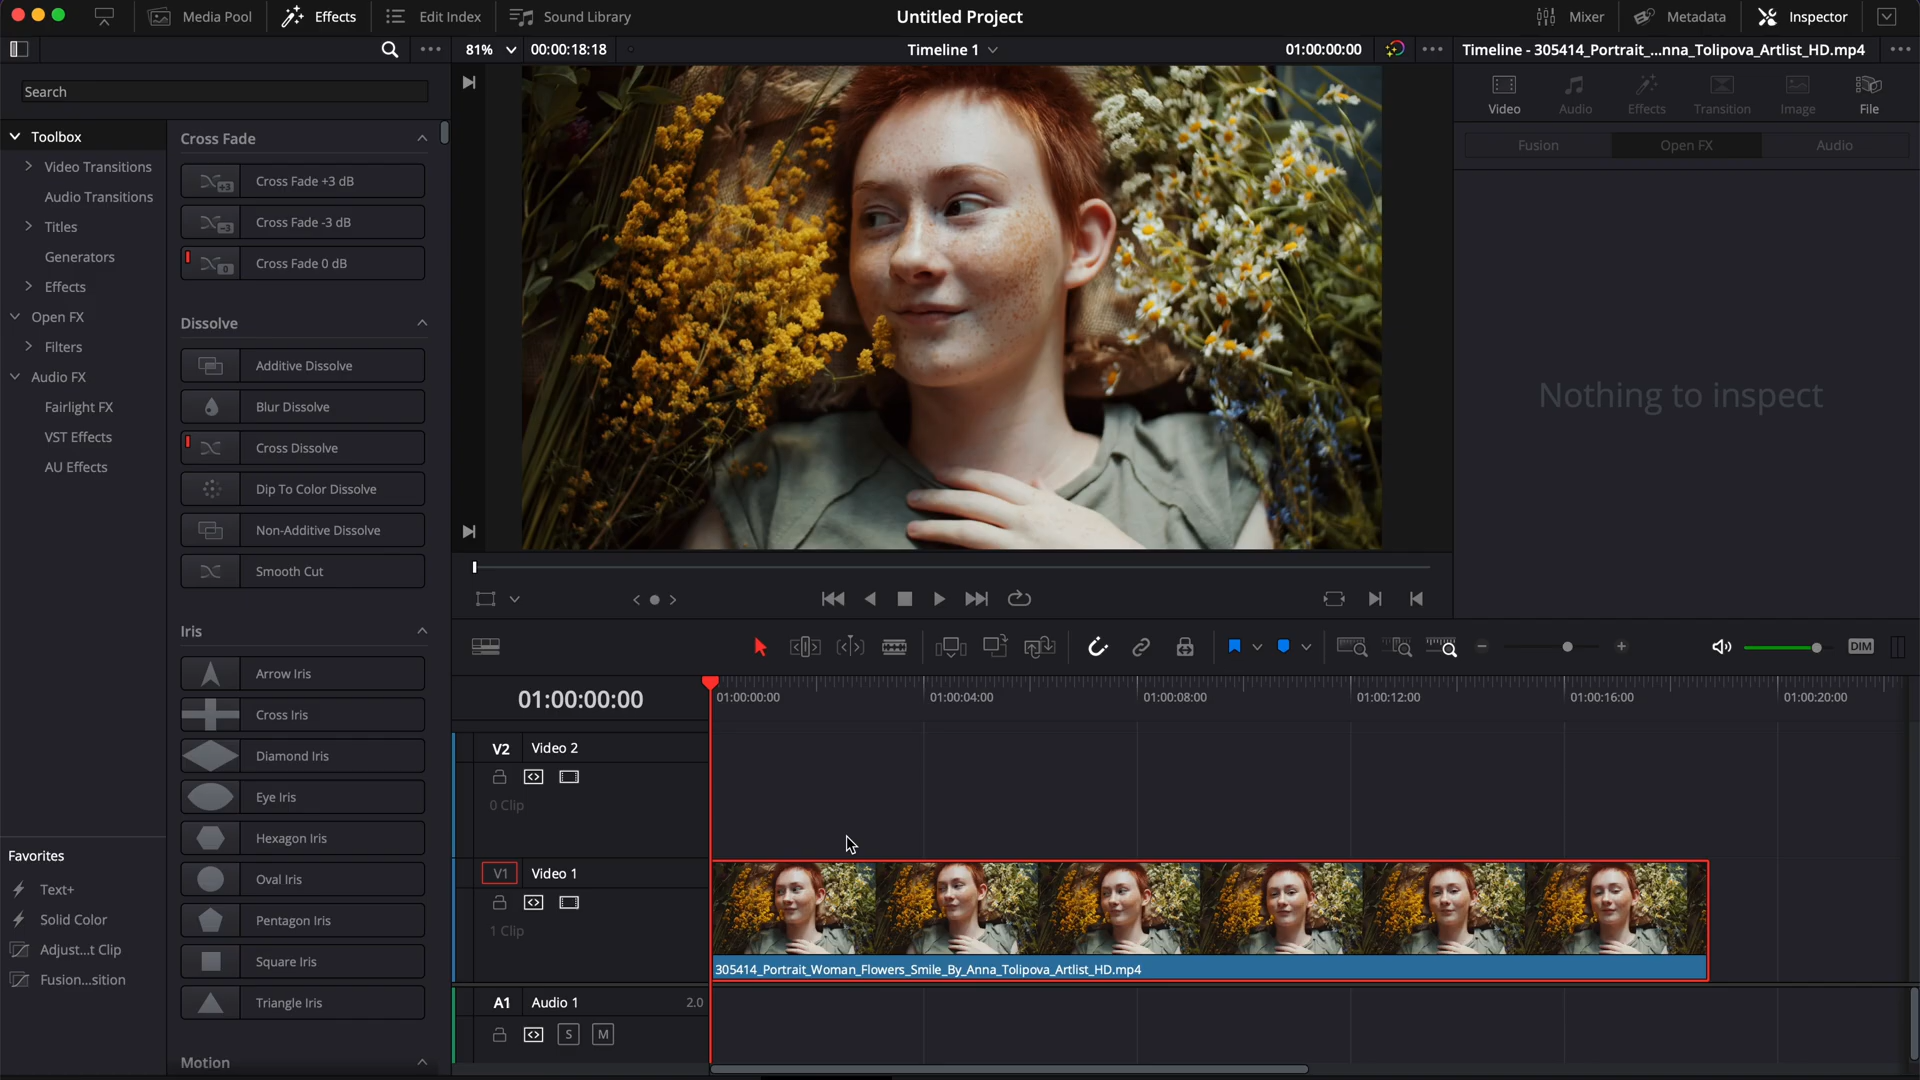 Media Pool
Effects
Edit Index
Sound Library
Untitled Project
Mixer
Metadata
Inspector
81%
00:00:18:18
Timeline 1
01:00:00:00
Timeline - 305414_Portrait_...nna_Tolipova_Artlist_HD.mp4
Search
Video
Audio
Effects
Transition
Image
File
Fusion
Open FX
Audio
Nothing to inspect
Toolbox
Video Transitions
Audio Transitions
Titles
Generators
Effects
Open FX
Filters
Audio FX
Fairlight FX
VST Effects
AU Effects
Favorites
Text+
Solid Color
Adjust...t Clip
Fusion...sition
Cross Fade
+3
Cross Fade +3 dB
-3
Cross Fade -3 dB
0
Cross Fade 0 dB
Dissolve
Additive Dissolve
Blur Dissolve
Cross Dissolve
Dip To Color Dissolve
Non-Additive Dissolve
Smooth Cut
Iris
Arrow Iris
Cross Iris
Diamond Iris
Eye Iris
Hexagon Iris
Oval Iris
Pentagon Iris
Square Iris
Triangle Iris
Motion
DIM
01:00:00:00
01:00:00:00
01:00:04:00
01:00:08:00
01:00:12:00
01:00:16:00
01:00:20:00
V2 Video 2
0 Clip
V1 Video 1
1 Clip
305414_Portrait_Woman_Flowers_Smile_By_Anna_Tolipova_Artlist_HD.mp4
A1 Audio 1 2.0
S M